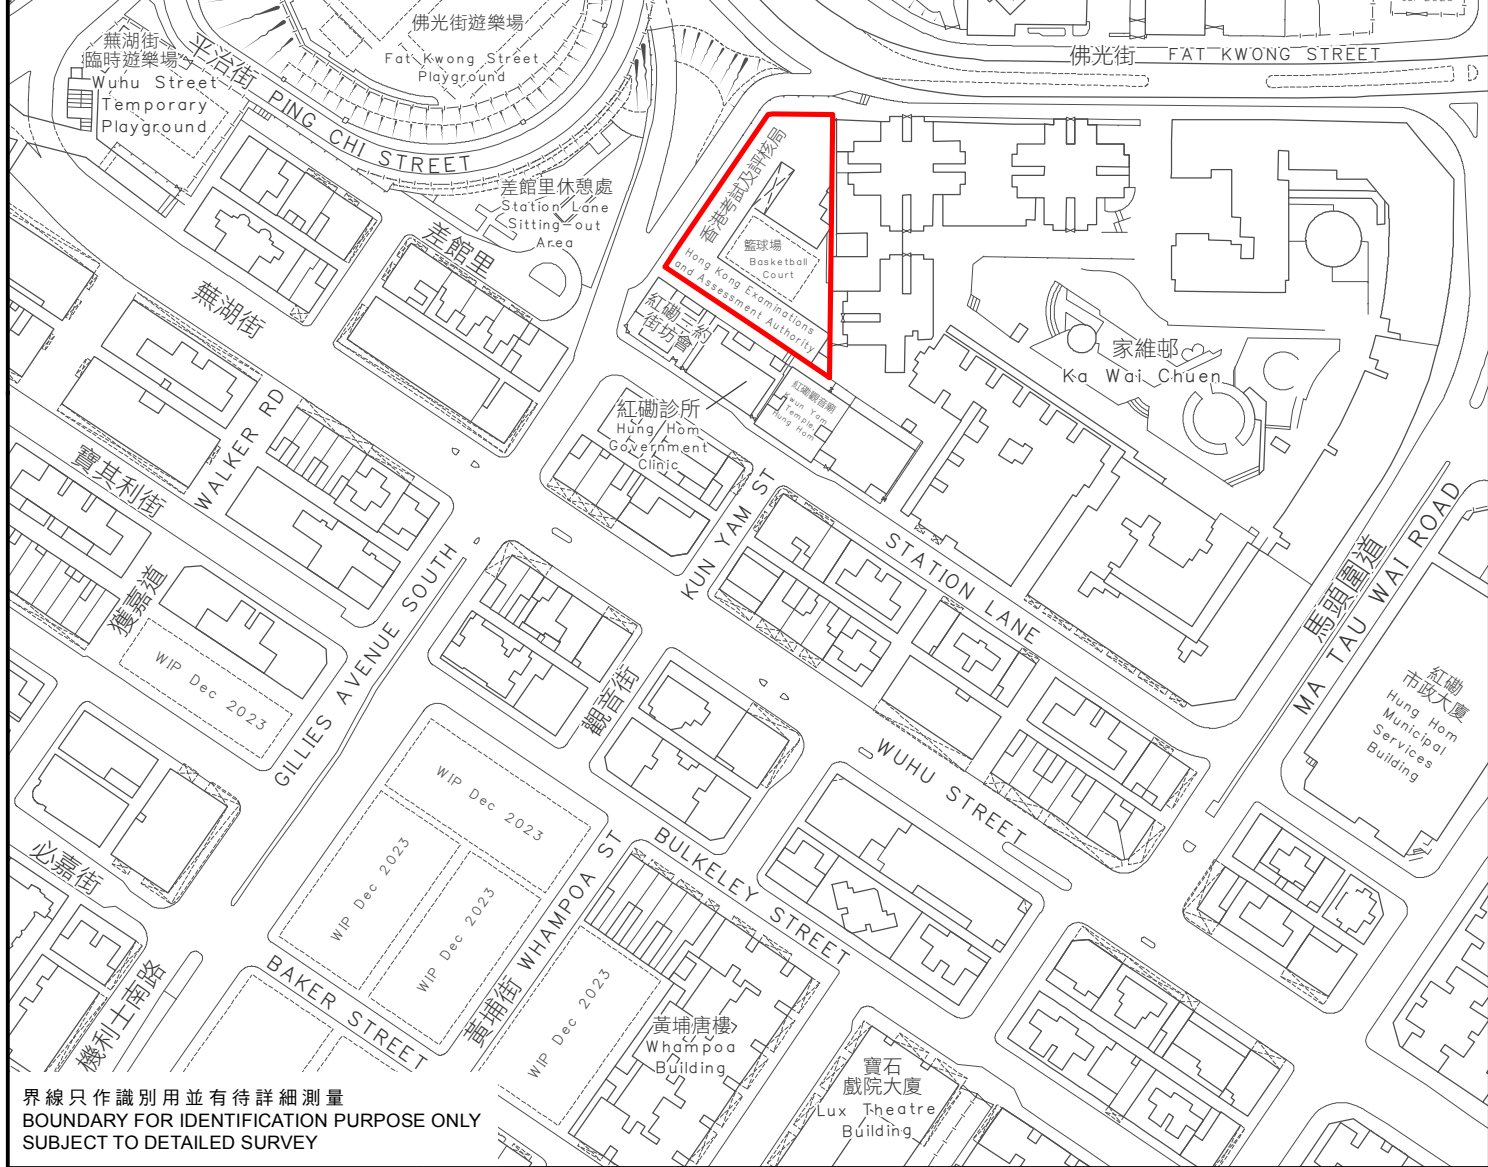 佛光街遊樂場
Fat Kwong Street
Playground
蕪湖街
臨時遊樂場
Wuhu Street
Temporary
Playground
平治街 PING CHI STREET
佛光街 FAT KWONG STREET
差館里休憩處
Station Lane
Sitting-out
Area
差館里
香港考試及評核局
籃球場
Basketball
Court
Hong Kong Examinations
and Assessment Authority
蕪湖街
紅磡三約
街坊會
家維邨
Ka Wai Chuen
紅磡觀音廟
Kwun Yam
Temple,
Hung Hom
紅磡診所
Hung Hom
Government
Clinic
WALKER RD
寶其利街
KUN YAM ST
STATION LANE
馬頭圍道
MA TAU WAI ROAD
獲嘉道
GILLIES AVENUE SOUTH
WIP Dec 2023
觀音街
紅磡
市政大廈
Hung Hom
Municipal
Services
Building
WUHU STREET
WIP Dec 2023
WIP Dec 2023
WIP Dec 2023
必嘉街
BULKELEY STREET
黃埔街 WHAMPOA ST
WIP Dec 2023
BAKER STREET
機利士南路
黃埔唐樓
Whampoa
Building
寶石
戲院大廈
Lux Theatre
Building
界線只作識別用並有待詳細測量
BOUNDARY FOR IDENTIFICATION PURPOSE ONLY
SUBJECT TO DETAILED SURVEY